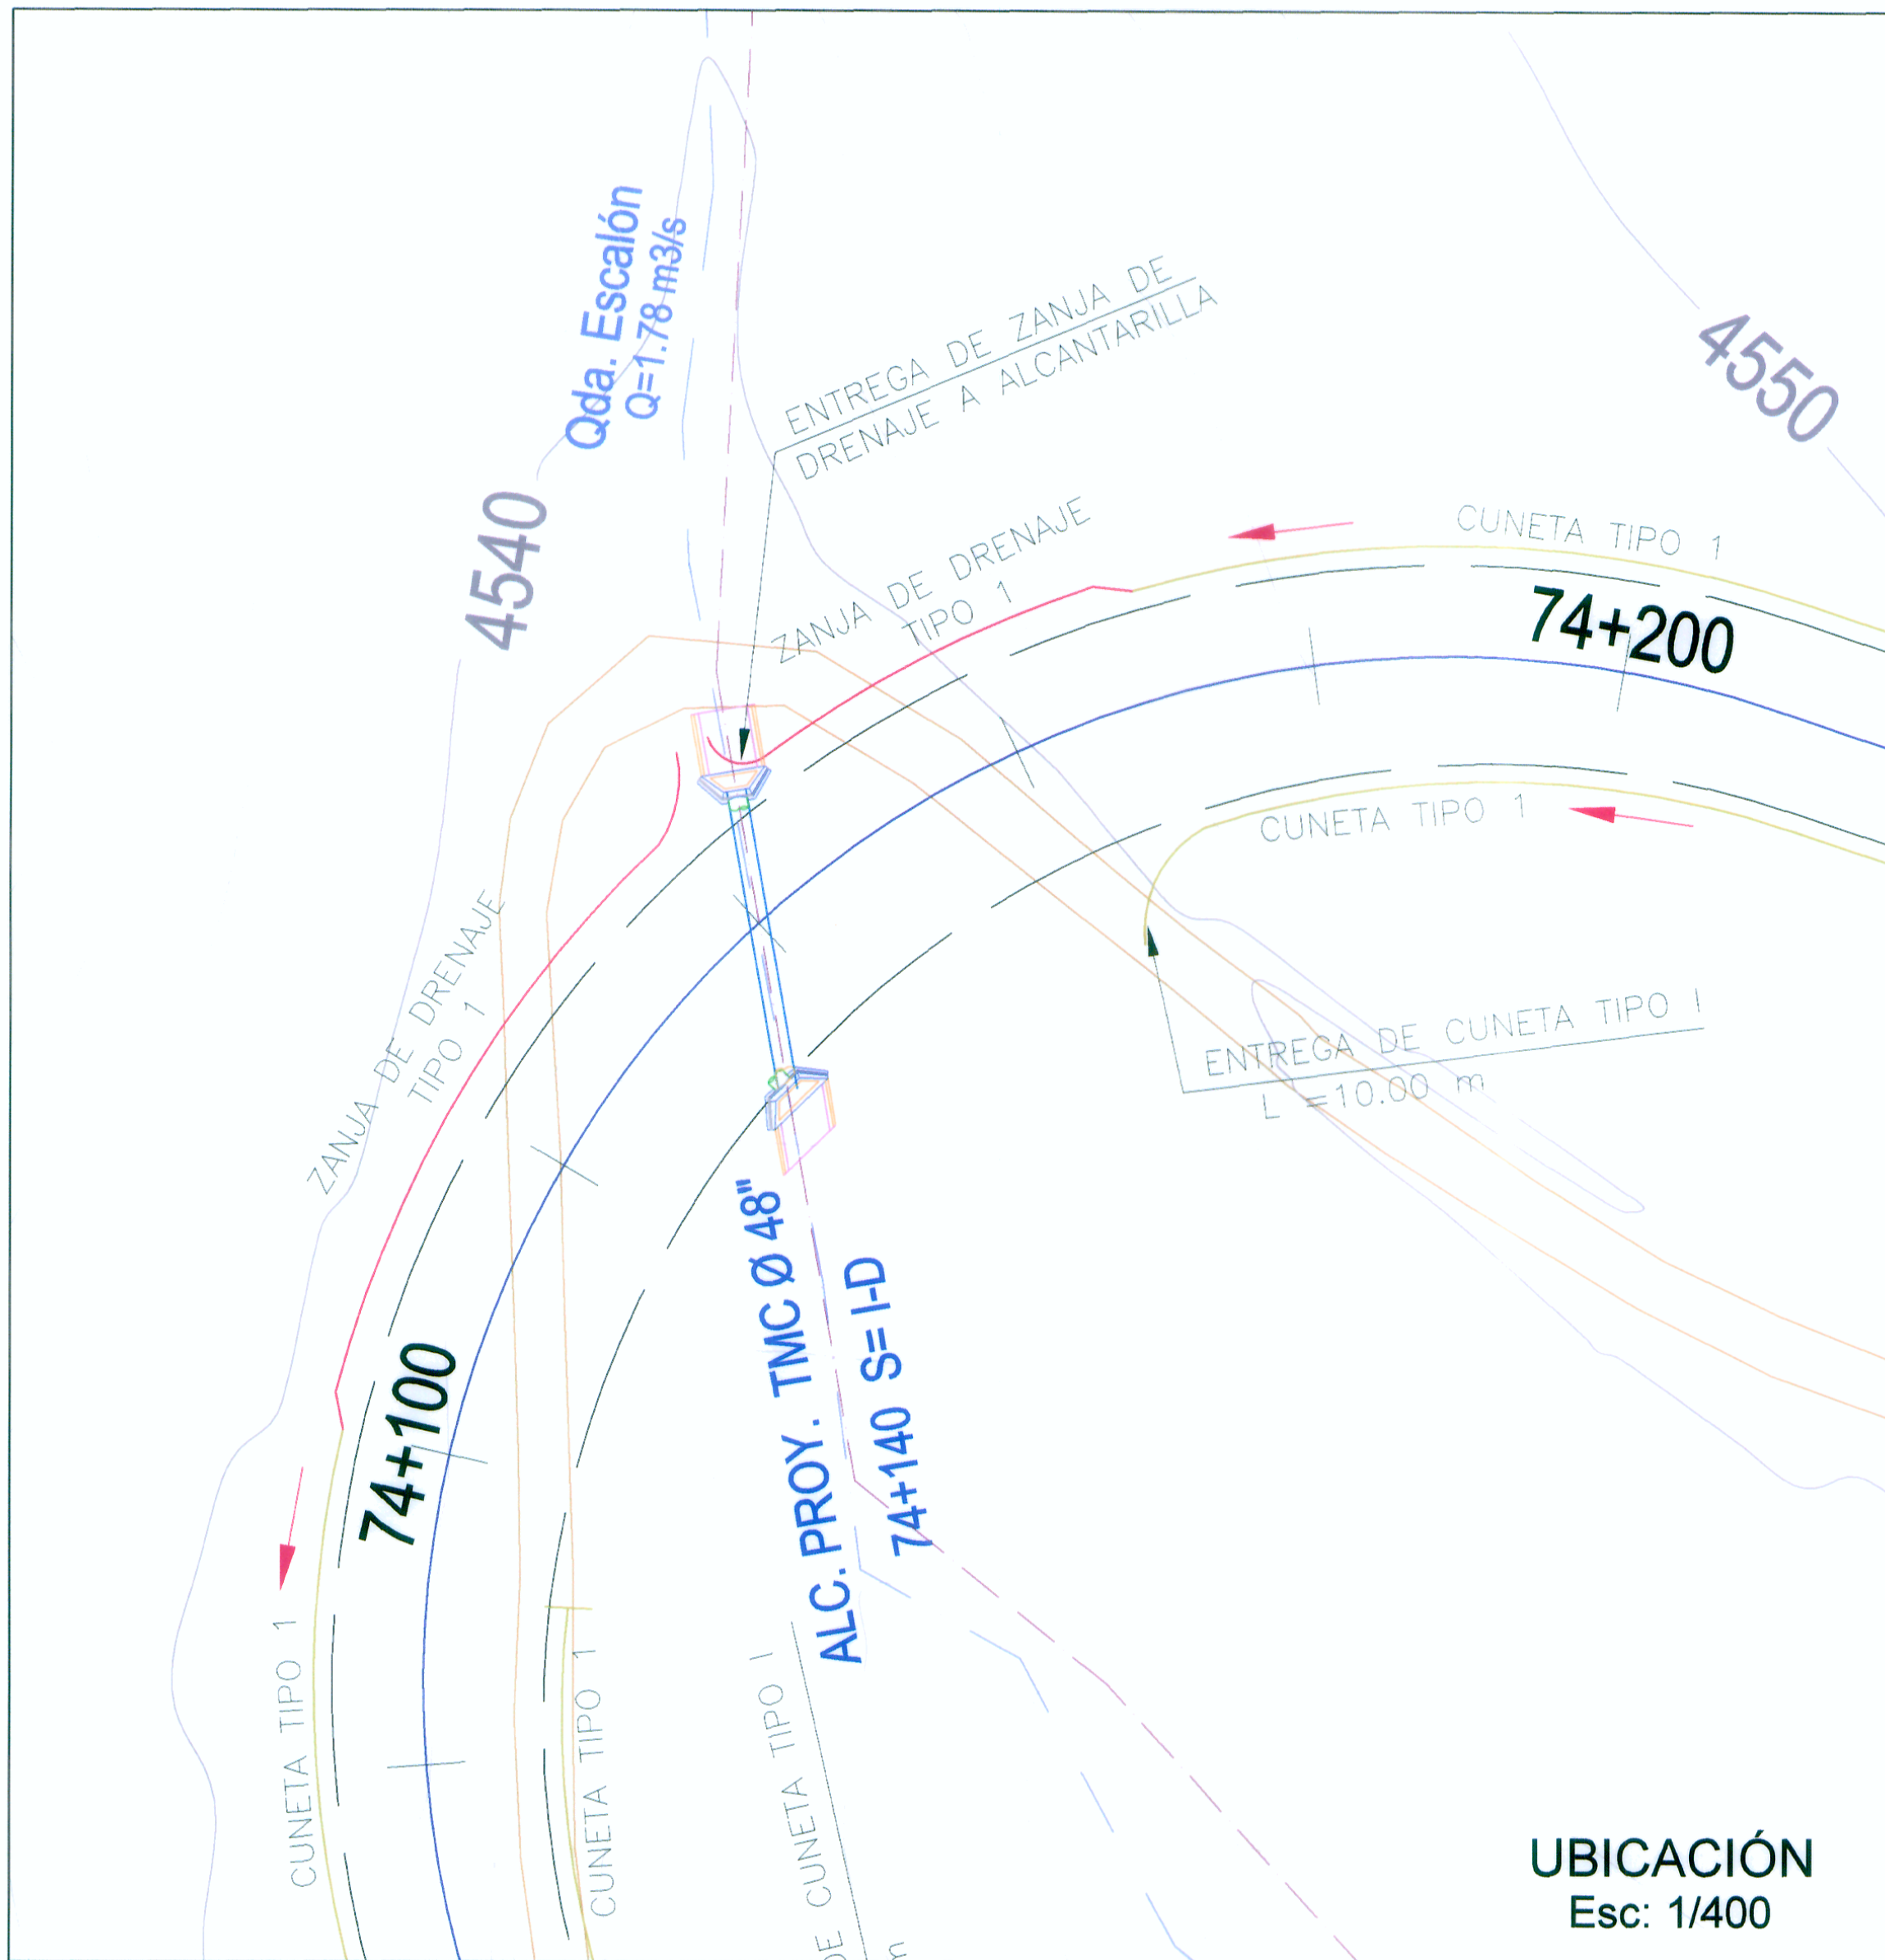 Qda. Escalón
Q=1.78 m3/s
ENTREGA DE ZANJA DE
DRENAJE A ALCANTARILLA
4550
4540
CUNETA TIPO 1
ZANJA DE DRENAJE
TIPO 1
74+200
CUNETA TIPO 1
ZANJA DE DRENAJE
TIPO 1
ENTREGA DE CUNETA TIPO I
L =10.00 m
ALC. PROY. TMC Ø 48"
74+140 S= I-D
74+100
CUNETA TIPO 1
CUNETA TIPO 1
DE CUNETA TIPO I
m
UBICACIÓN
Esc: 1/400